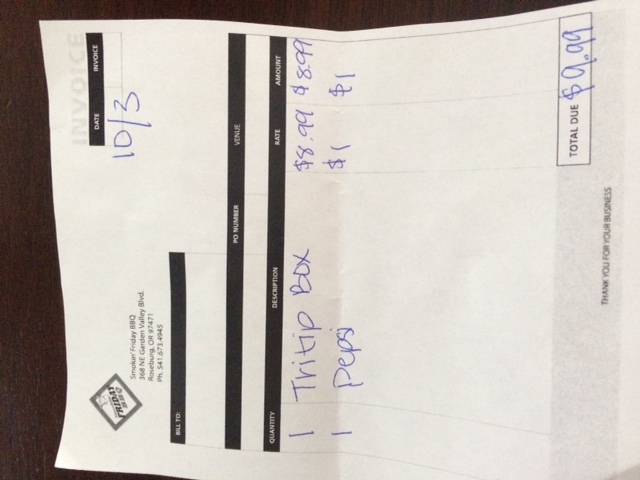 INVOICE
DATE INVOICE
10/3
FRIDAY
BBQ
Smokin' Friday BBQ
368 NE Garden Valley Blvd.
Roseburg, OR 97471
Ph. 541.673.4945
BILL TO:
PO NUMBER VENUE
QUANTITY DESCRIPTION RATE AMOUNT
1 Tritip Box $8.99 $8.99
1 Pepsi $1 $1
TOTAL DUE $9.99
THANK YOU FOR YOUR BUSINESS